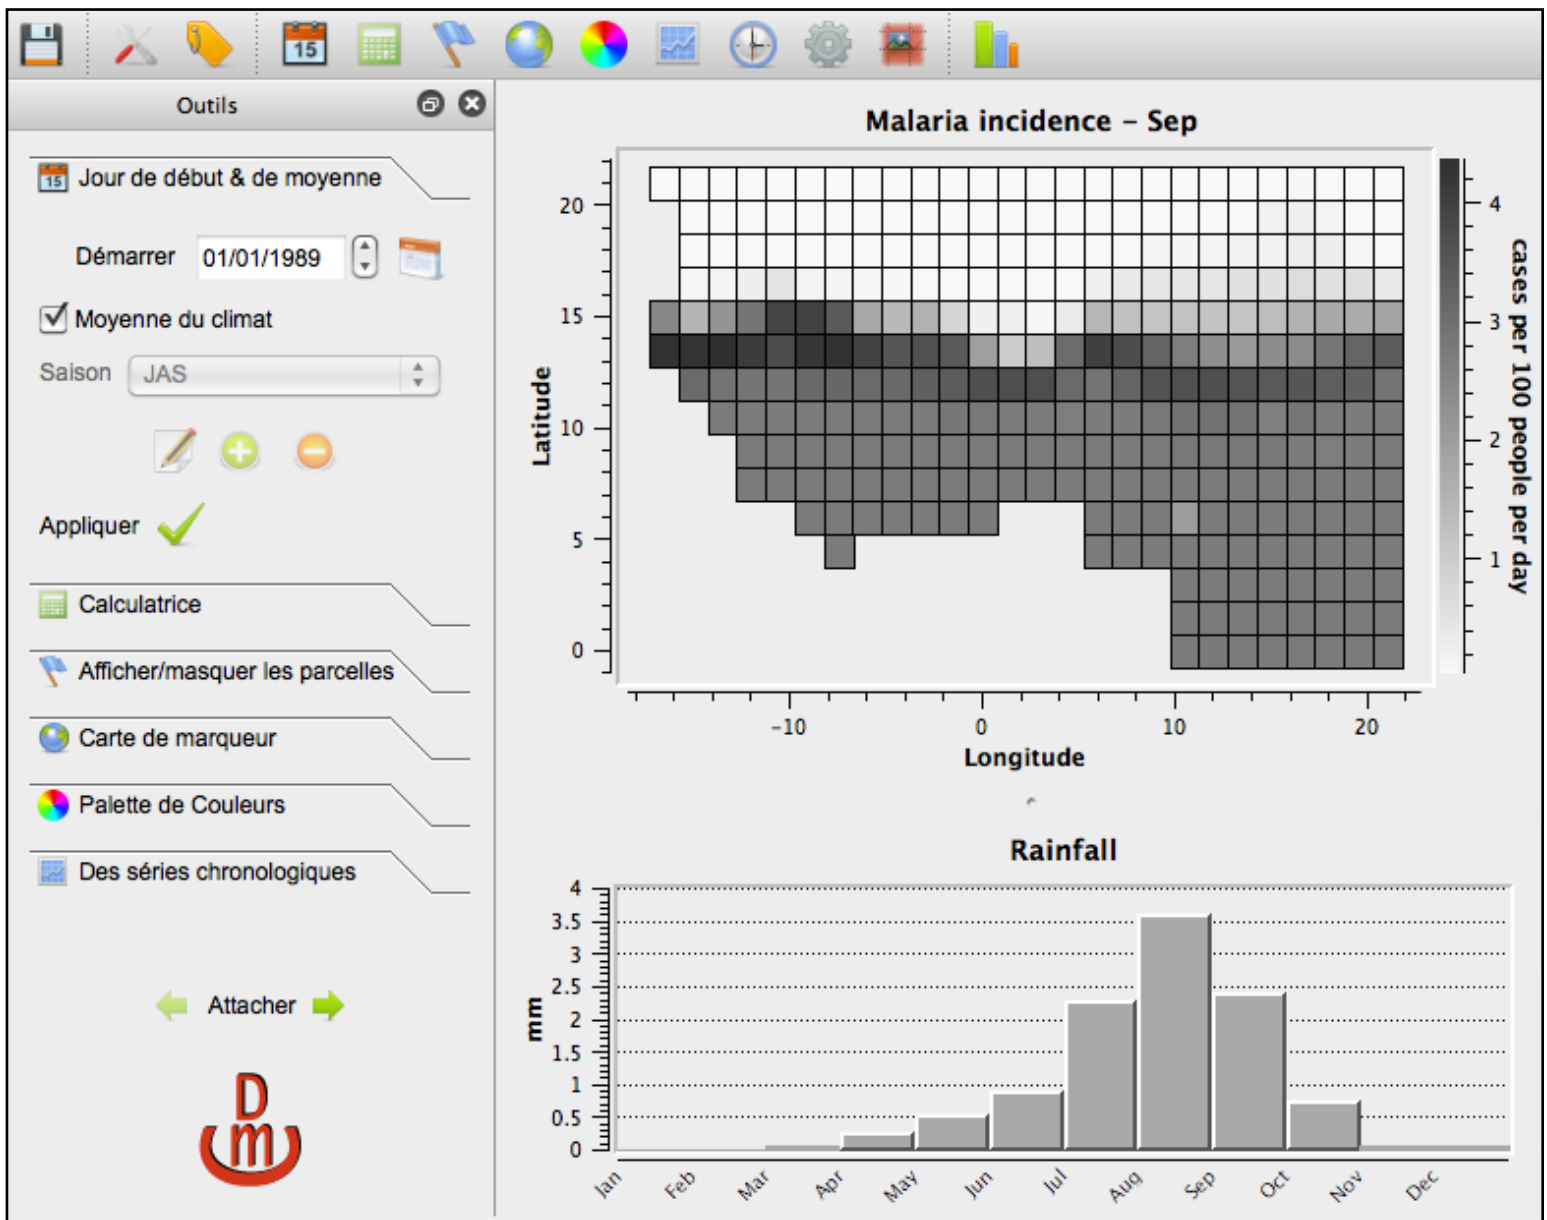 15
Outils
15 Jour de début & de moyenne
Démarrer 01/01/1989
Moyenne du climat
Saison JAS
Appliquer
Calculatrice
Afficher/masquer les parcelles
Carte de marqueur
Palette de Couleurs
Des séries chronologiques
Attacher
Dm
Malaria incidence – Sep
20
15
10
5
0
Latitude
-10 0 10 20
Longitude
4
3
2
1
cases per 100 people per day
Rainfall
4
3.5
3
2.5
2
1.5
1
0.5
0
mm
Jan Feb Mar Apr May Jun Jul Aug Sep Oct Nov Dec